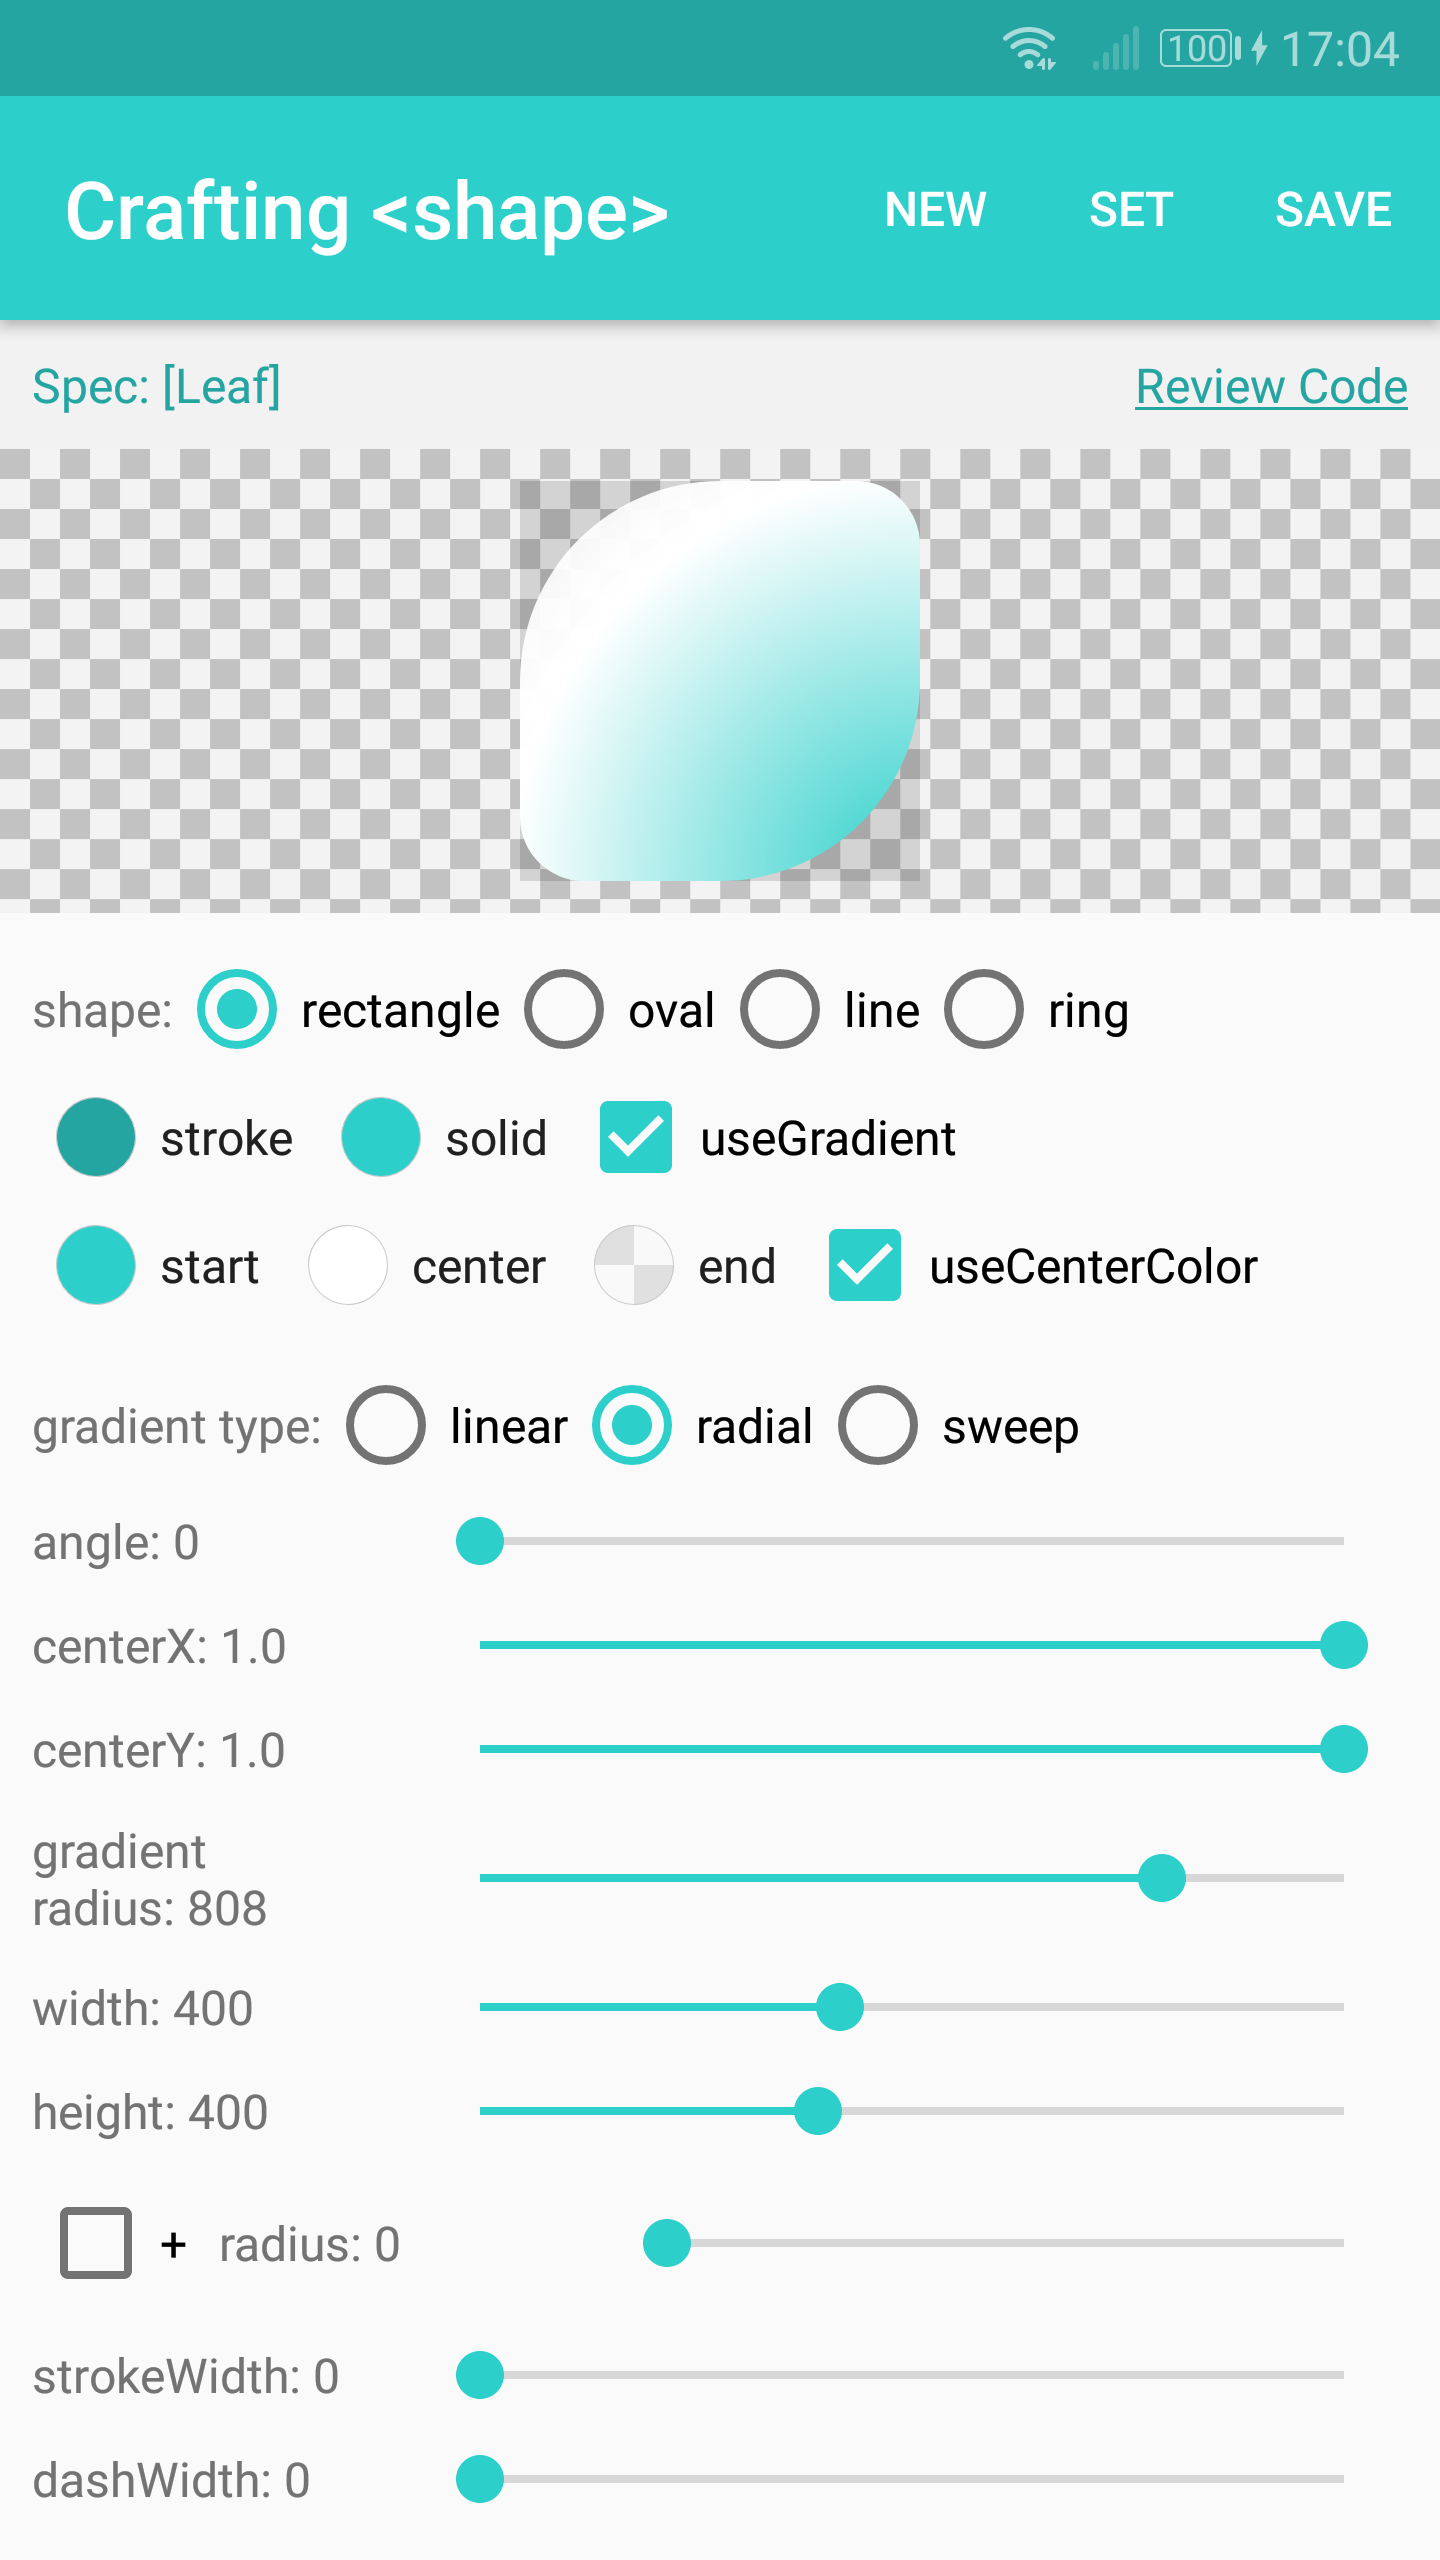 100 17:04
Crafting <shape> NEW SET SAVE
Spec: [Leaf] Review Code
shape: rectangle oval line ring
stroke solid useGradient
start center end useCenterColor
gradient type: linear radial sweep
angle: 0
centerX: 1.0
centerY: 1.0
gradient
radius: 808
width: 400
height: 400
+ radius: 0
strokeWidth: 0
dashWidth: 0